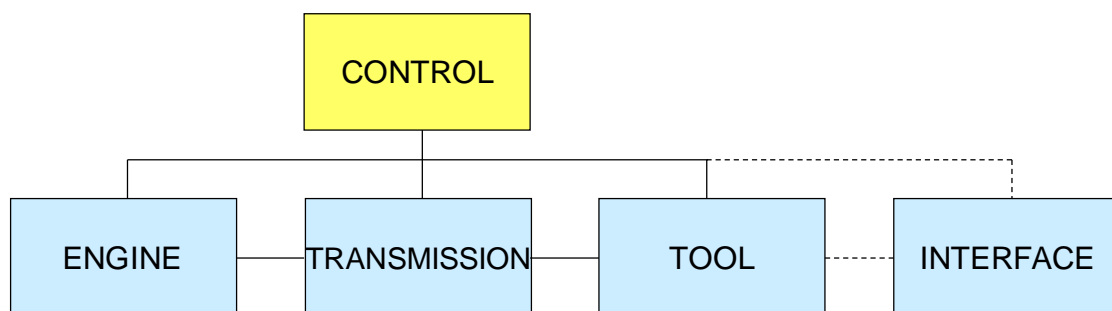 CONTROL
ENGINE
TRANSMISSION
TOOL
INTERFACE